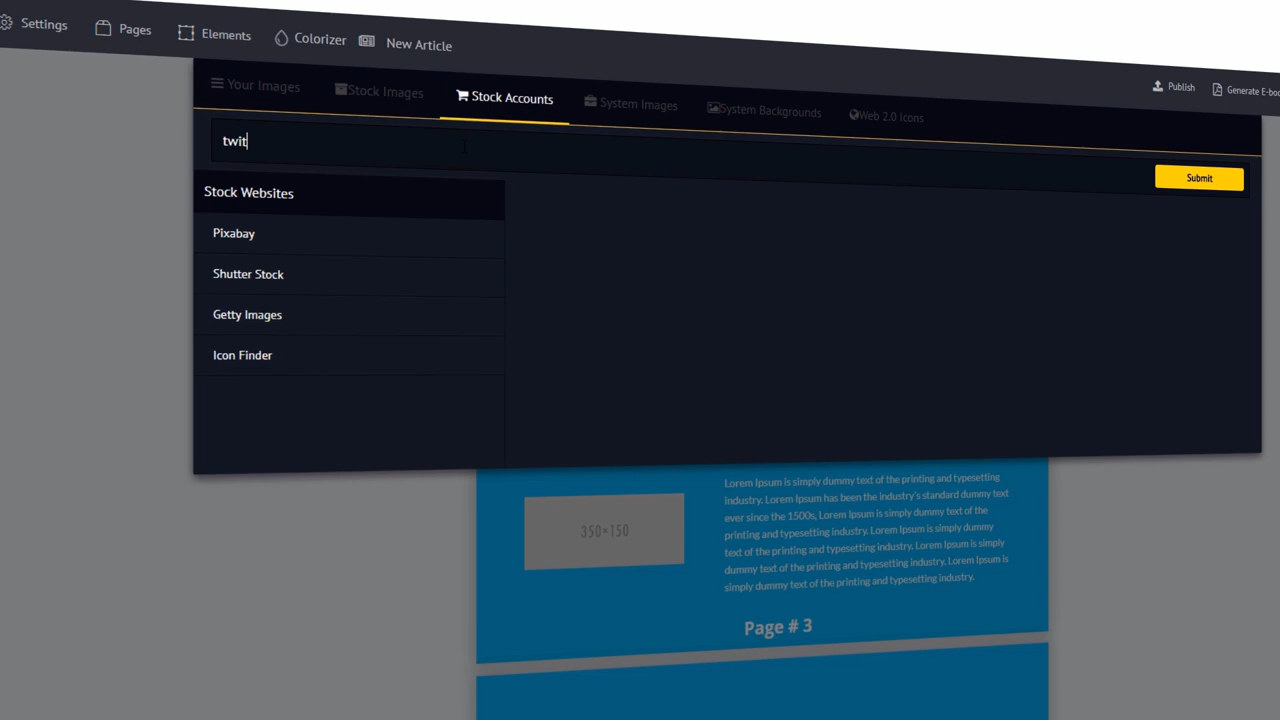 Settings
Pages
Elements
Colorizer
New Article
Publish
Generate E-boo
Your Images
Stock Images
Stock Accounts
System Images
System Backgrounds
Web 2.0 Icons
twit
Submit
Stock Websites
Pixabay
Shutter Stock
Getty Images
Icon Finder
350×150
Lorem Ipsum is simply dummy text of the printing and typesetting
industry. Lorem Ipsum has been the industry's standard dummy text
ever since the 1500s, Lorem Ipsum is simply dummy text of the
printing and typesetting industry. Lorem Ipsum is simply dummy
text of the printing and typesetting industry. Lorem Ipsum is simply
dummy text of the printing and typesetting industry. Lorem Ipsum is
simply dummy text of the printing and typesetting industry.
Page # 3